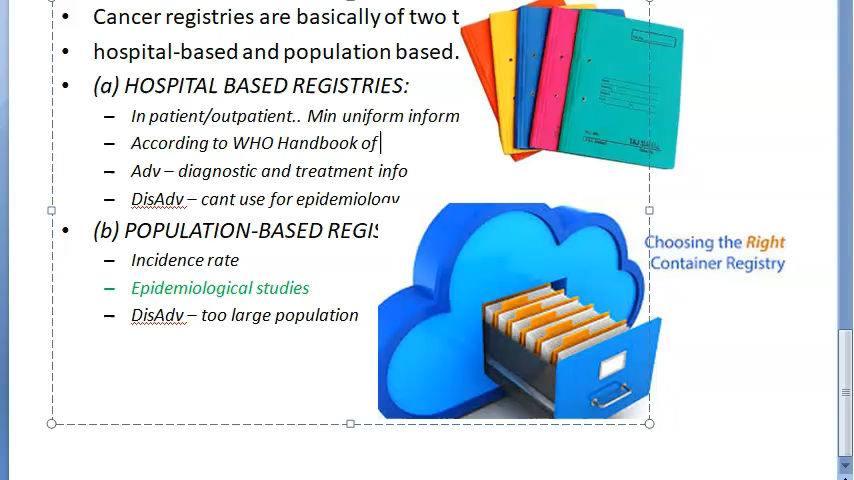 Cancer registries are basically of two t
hospital-based and population based.
(a) HOSPITAL BASED REGISTRIES:
– In patient/outpatient.. Min uniform inform
– According to WHO Handbook of
– Adv – diagnostic and treatment info
– DisAdv – cant use for epidemiology
(b) POPULATION-BASED REGIS
– Incidence rate
– Epidemiological studies
– DisAdv – too large population
Choosing the Right
Container Registry